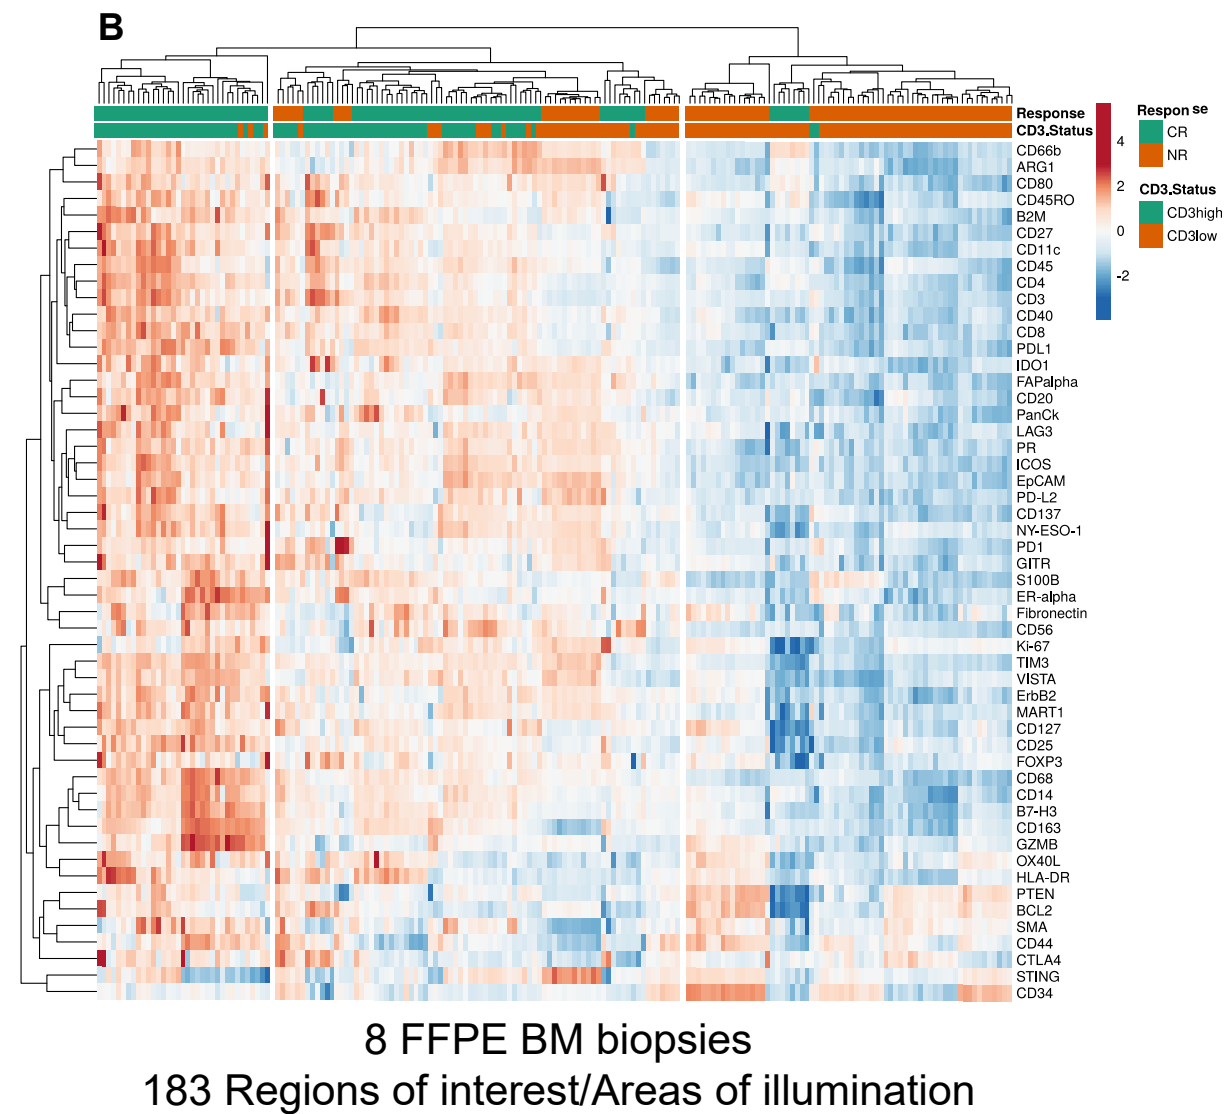 B
Response
CD3.Status
CD66b
ARG1
CD80
CD45RO
B2M
CD27
CD11c
CD45
CD4
CD3
CD40
CD8
PDL1
IDO1
FAPalpha
CD20
PanCk
LAG3
PR
ICOS
EpCAM
PD-L2
CD137
NY-ESO-1
PD1
GITR
S100B
ER-alpha
Fibronectin
CD56
Ki-67
TIM3
VISTA
ErbB2
MART1
CD127
CD25
FOXP3
CD68
CD14
B7-H3
CD163
GZMB
OX40L
HLA-DR
PTEN
BCL2
SMA
CD44
CTLA4
STING
CD34
4
2
0
-2
Response
CR
NR
CD3.Status
CD3high
CD3low
8 FFPE BM biopsies
183 Regions of interest/Areas of illumination